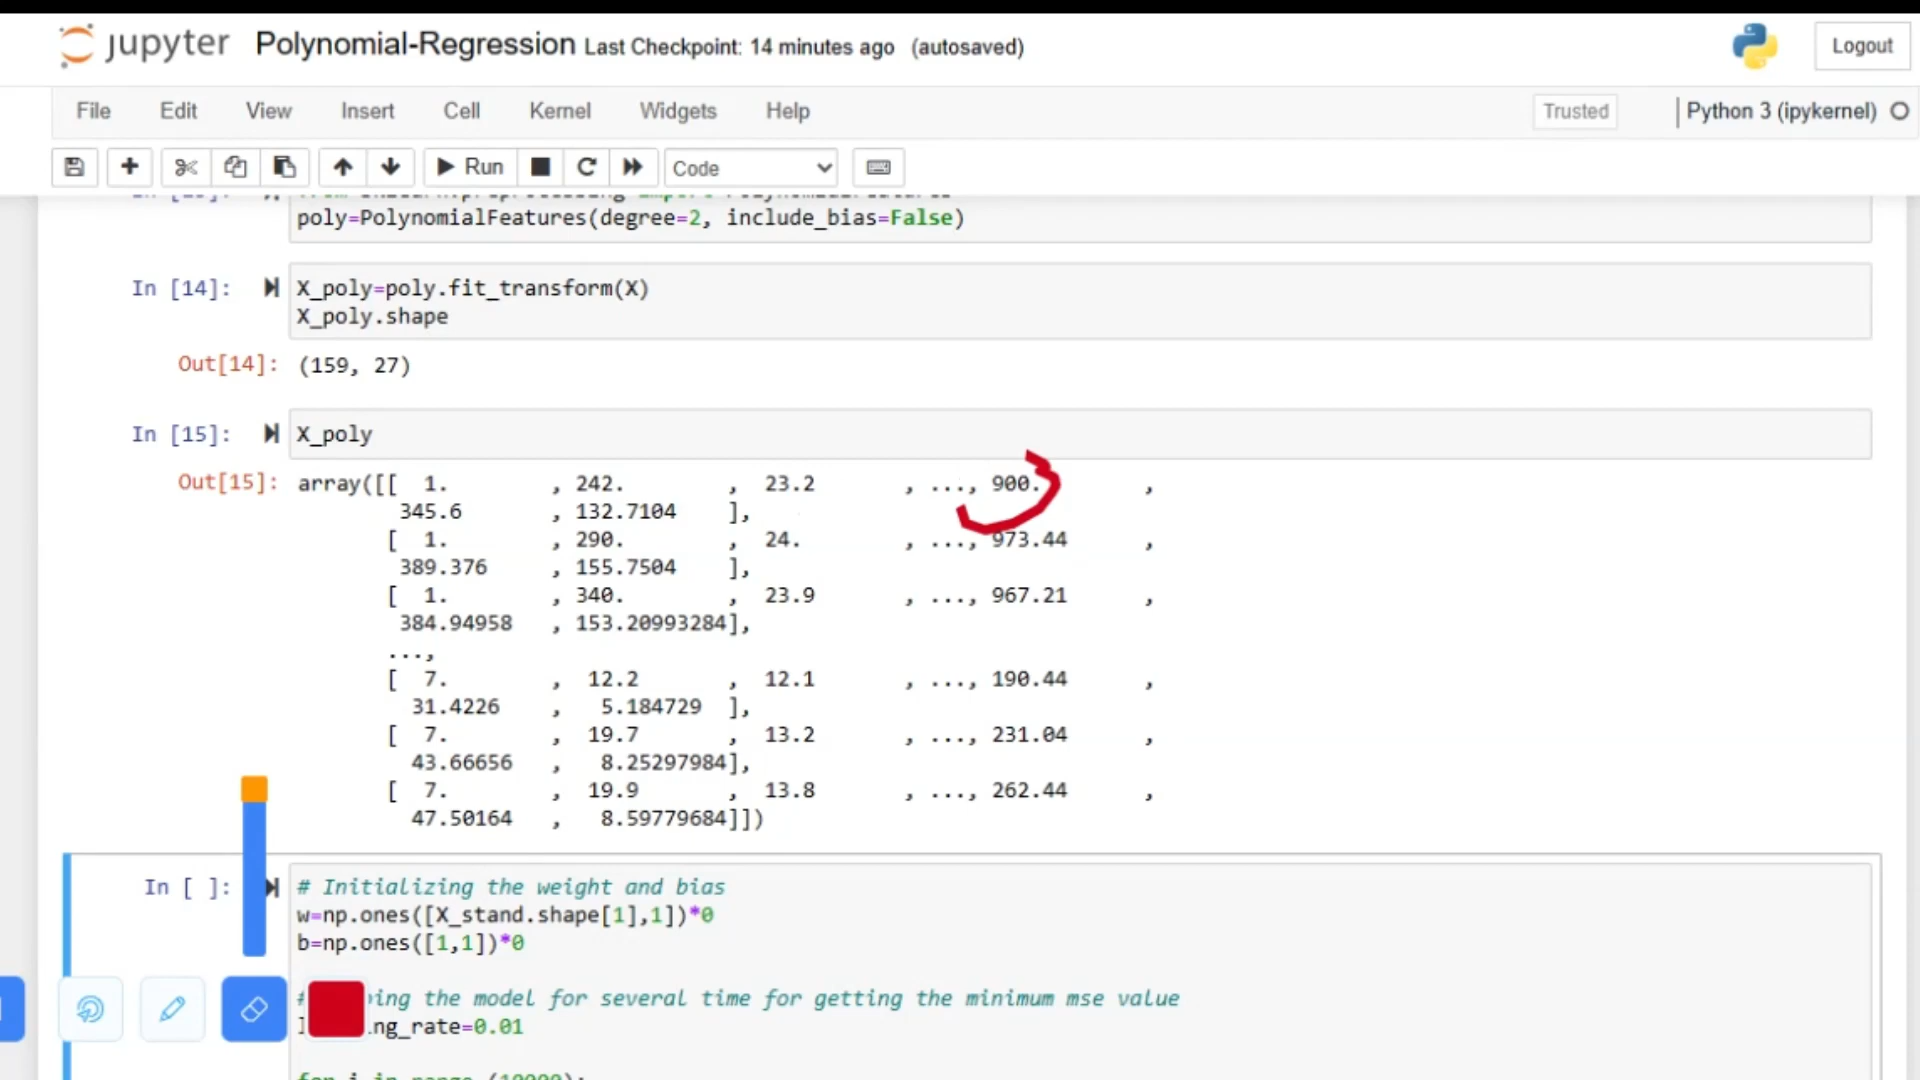 jupyter Polynomial-Regression Last Checkpoint: 14 minutes ago (autosaved) Logout
File Edit View Insert Cell Kernel Widgets Help Trusted Python 3 (ipykernel)
Run Code
poly=PolynomialFeatures(degree=2, include_bias=False)
In [14]: X_poly=poly.fit_transform(X)
X_poly.shape
Out[14]: (159, 27)
In [15]: X_poly
Out[15]: array([[ 1. , 242. , 23.2 , ..., 900. ,
345.6 , 132.7104 ],
[ 1. , 290. , 24. , ..., 973.44 ,
389.376 , 155.7504 ],
[ 1. , 340. , 23.9 , ..., 967.21 ,
384.94958 , 153.20993284],
...,
[ 7. , 12.2 , 12.1 , ..., 190.44 ,
31.4226 , 5.184729 ],
[ 7. , 19.7 , 13.2 , ..., 231.04 ,
43.66656 , 8.25297984],
[ 7. , 19.9 , 13.8 , ..., 262.44 ,
47.50164 , 8.59779684]])
In [ ]: # Initializing the weight and bias
w=np.ones([X_stand.shape[1],1])*0
b=np.ones([1,1])*0
the model for several time for getting the minimum mse value
ng_rate=0.01